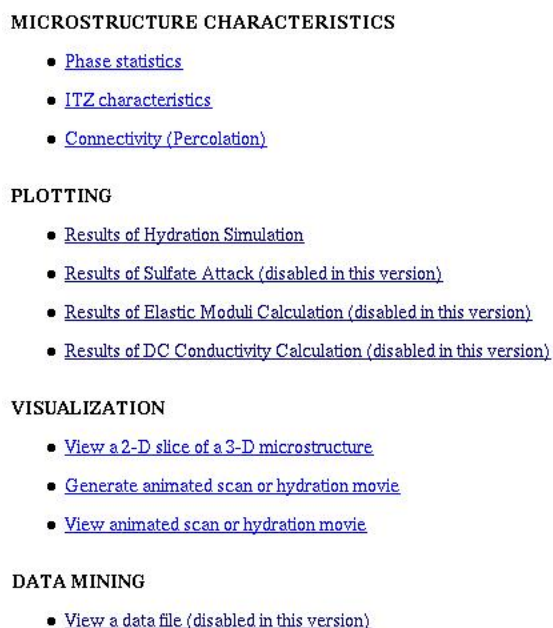 MICROSTRUCTURE CHARACTERISTICS
Phase statistics
ITZ characteristics
Connectivity (Percolation)
PLOTTING
Results of Hydration Simulation
Results of Sulfate Attack (disabled in this version)
Results of Elastic Moduli Calculation (disabled in this version)
Results of DC Conductivity Calculation (disabled in this version)
VISUALIZATION
View a 2-D slice of a 3-D microstructure
Generate animated scan or hydration movie
View animated scan or hydration movie
DATA MINING
View a data file (disabled in this version)